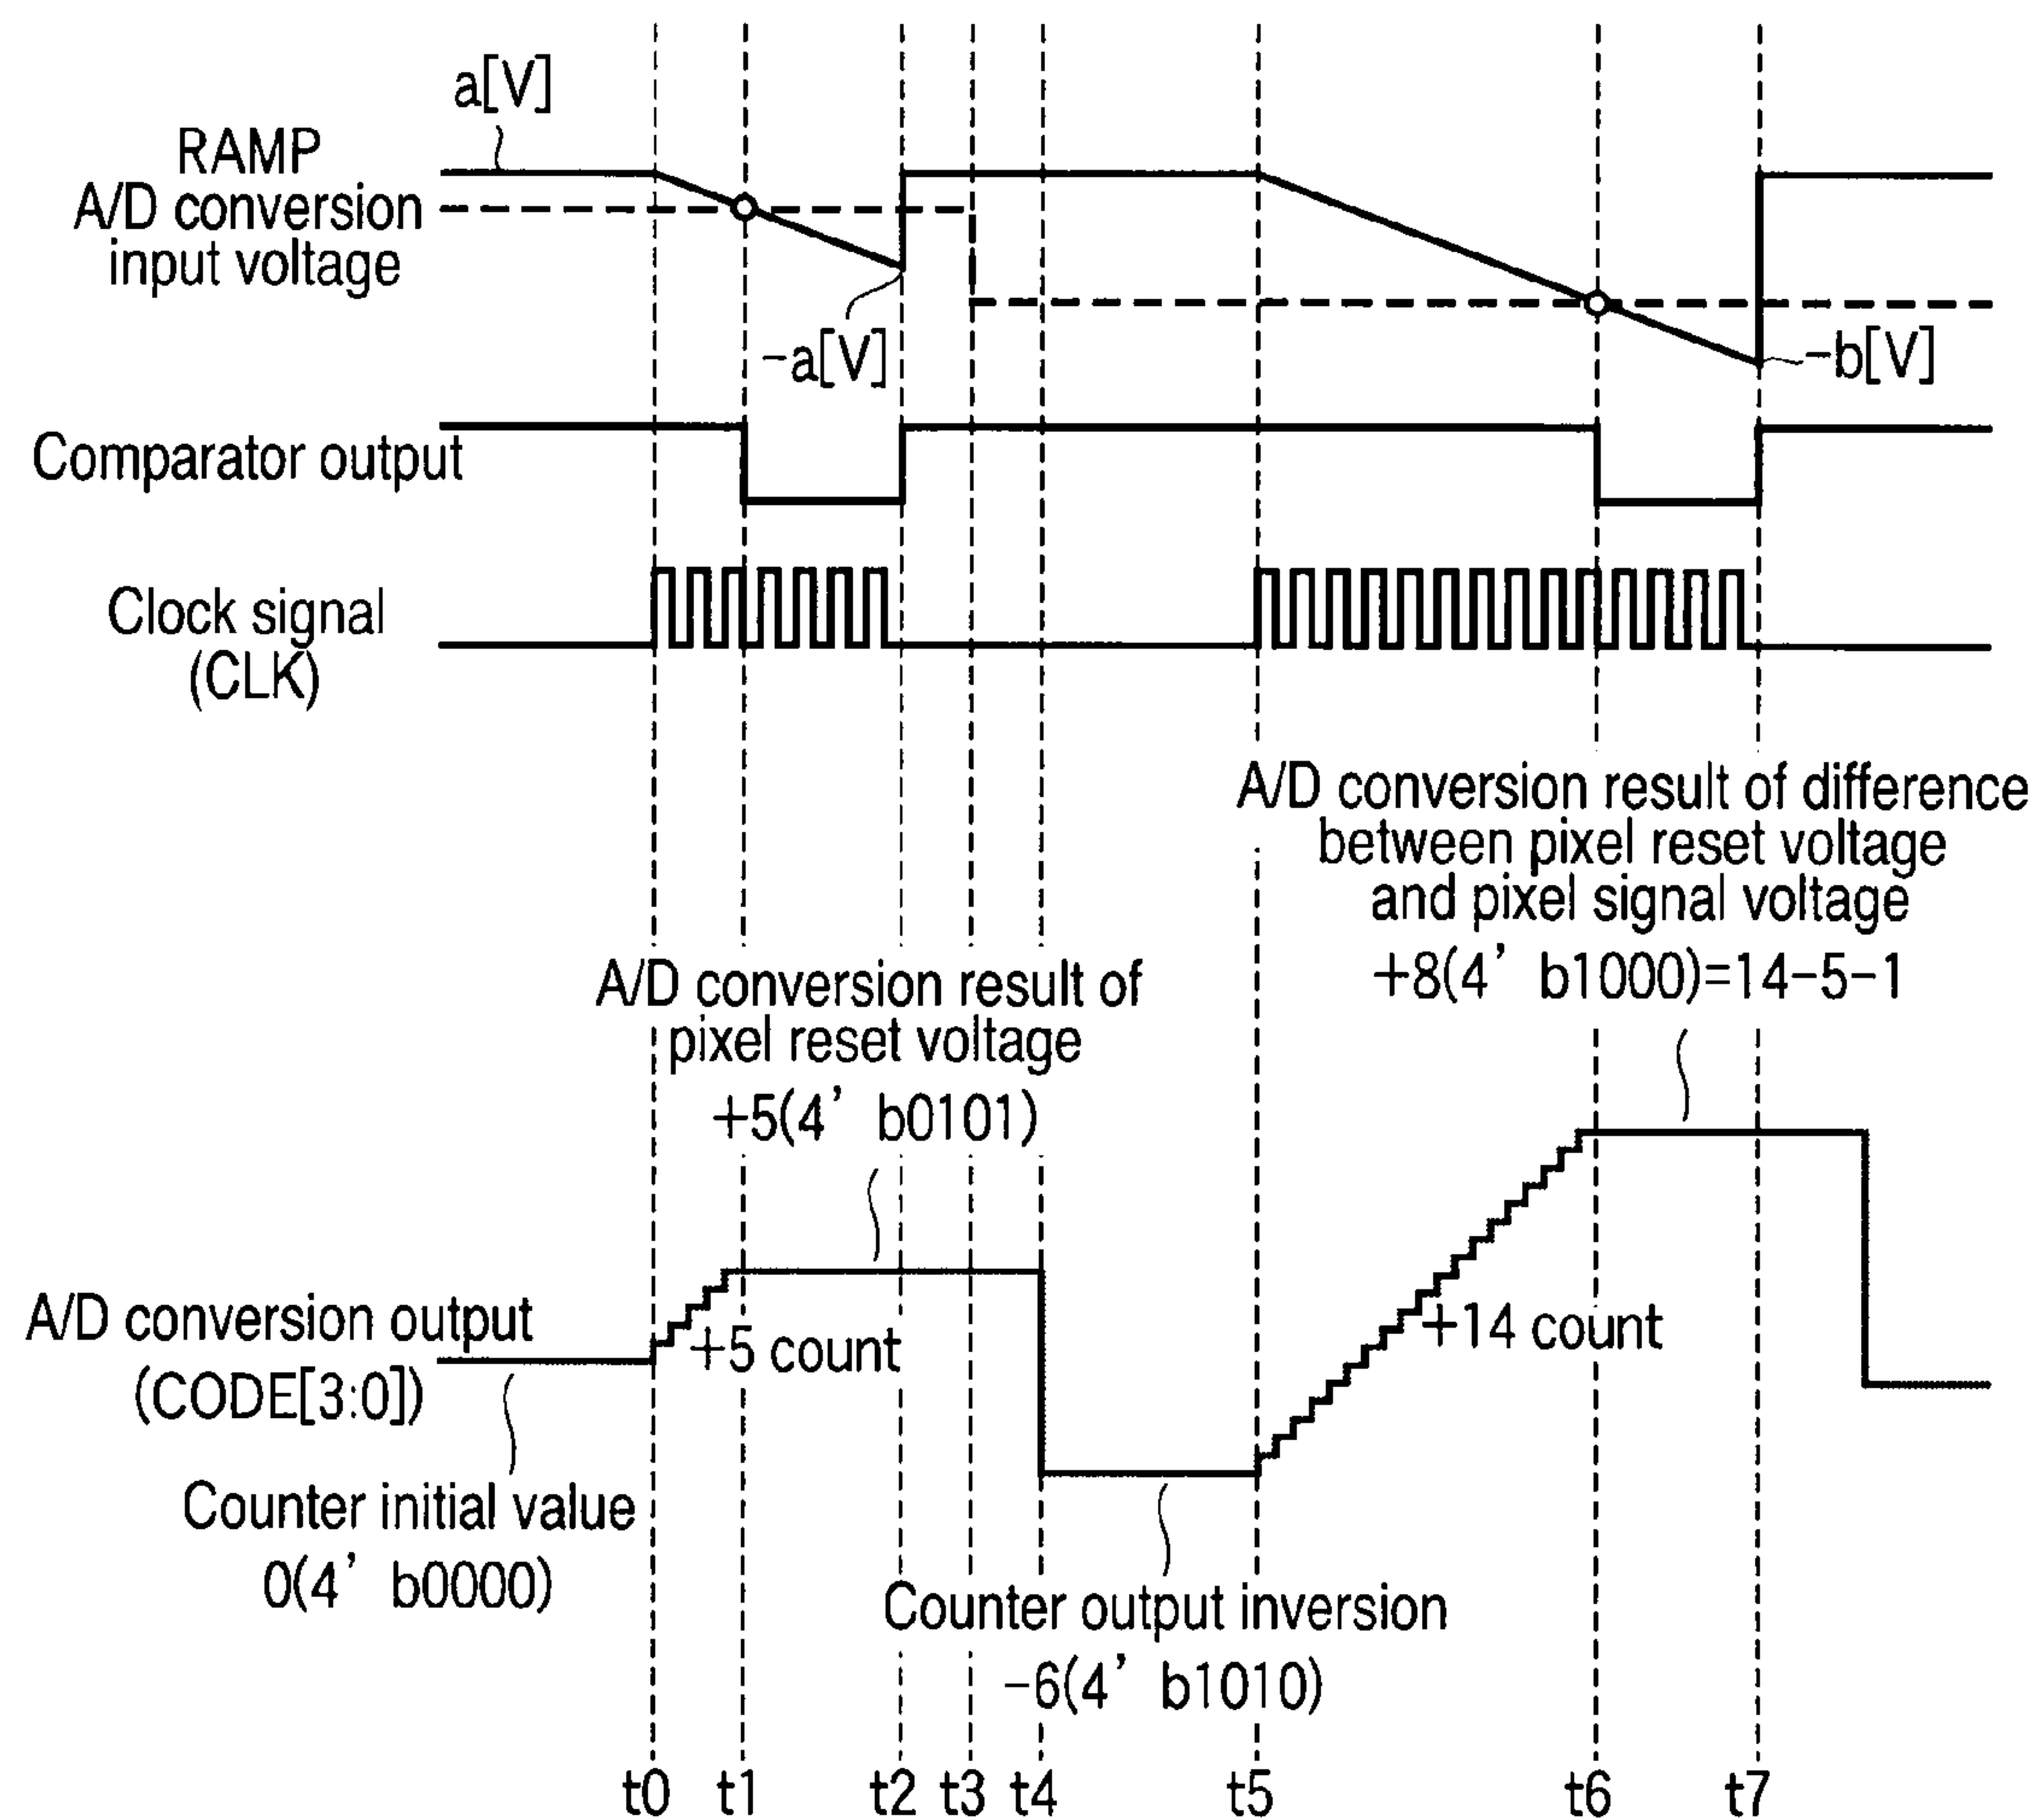 a[V]
RAMP
A/D conversion
input voltage
-a[V]
-b[V]
Comparator output
Clock signal
(CLK)
A/D conversion result of difference
between pixel reset voltage
and pixel signal voltage
+8(4' b1000)=14-5-1
A/D conversion result of
pixel reset voltage
+5(4' b0101)
A/D conversion output
(CODE[3:0])
+5 count
+14 count
Counter initial value
0(4' b0000)
Counter output inversion
-6(4' b1010)
t0 t1 t2 t3 t4 t5 t6 t7